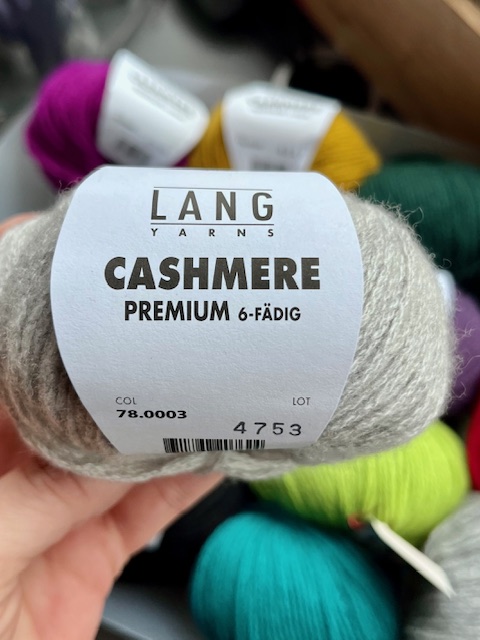 LANG
YARNS
CASHMERE
PREMIUM 6-FÄDIG
COL LOT
78.0003
4753